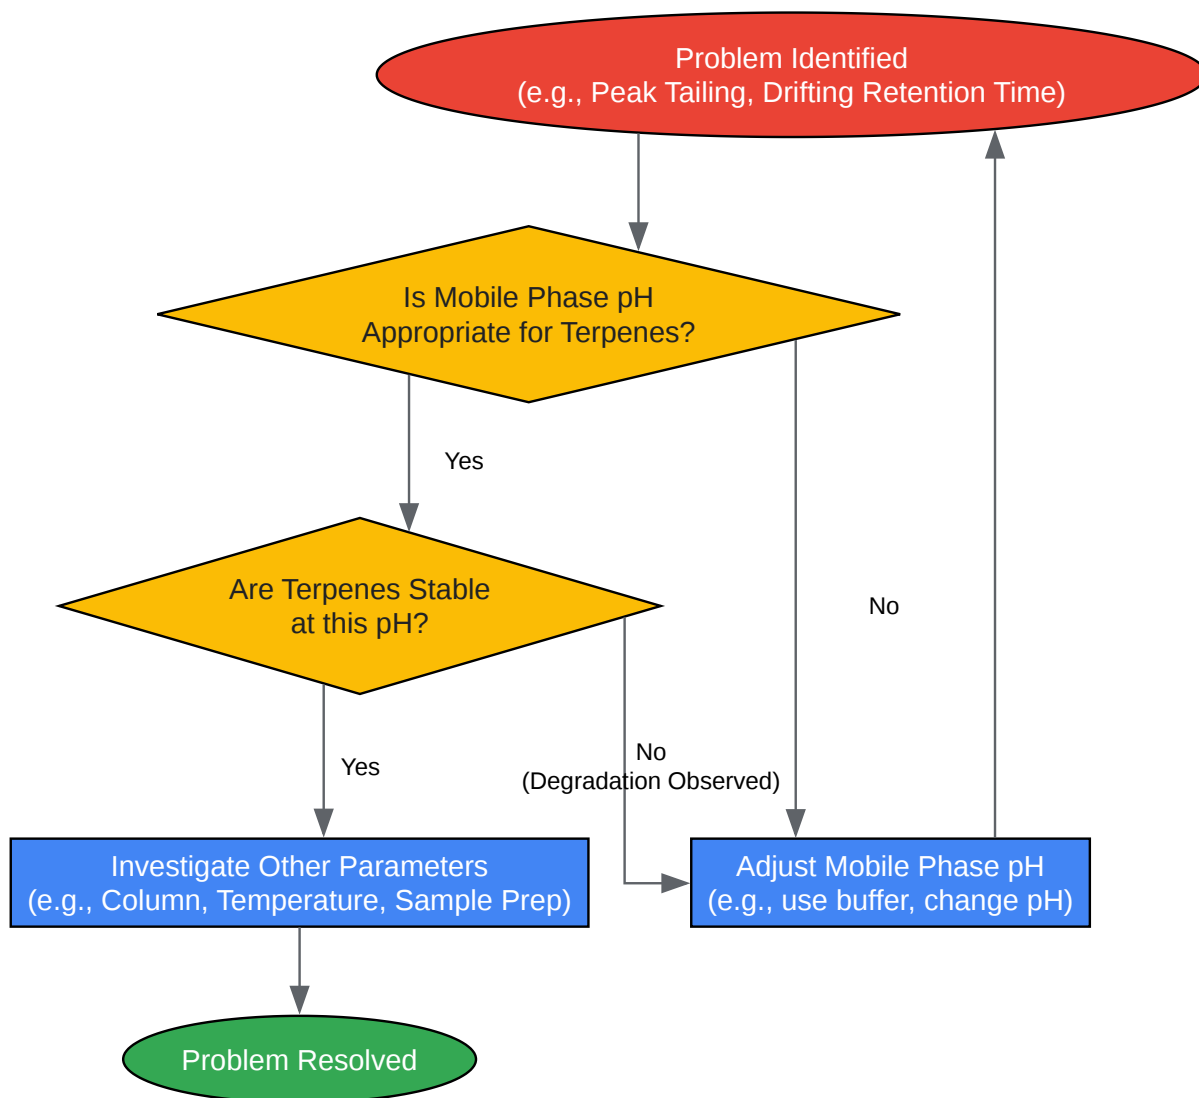 Problem Identified
(e.g., Peak Tailing, Drifting Retention Time)
Is Mobile Phase pH
Appropriate for Terpenes?
Yes
Are Terpenes Stable
at this pH?
No
Yes
No
(Degradation Observed)
Investigate Other Parameters
(e.g., Column, Temperature, Sample Prep)
Adjust Mobile Phase pH
(e.g., use buffer, change pH)
Problem Resolved